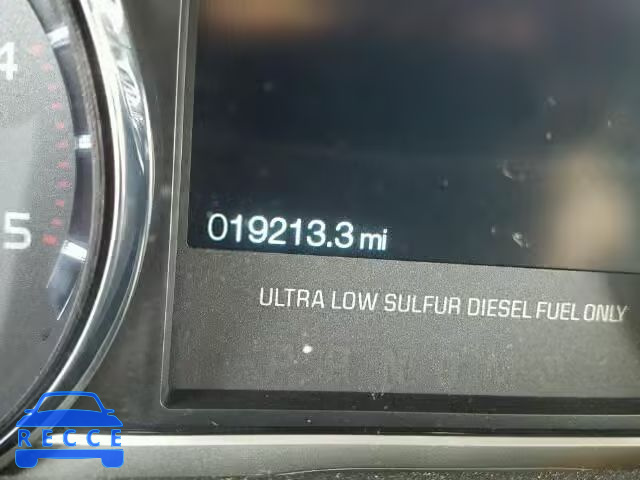 4
5
019213.3 mi
ULTRA LOW SULFUR DIESEL FUEL ONLY
RECCE